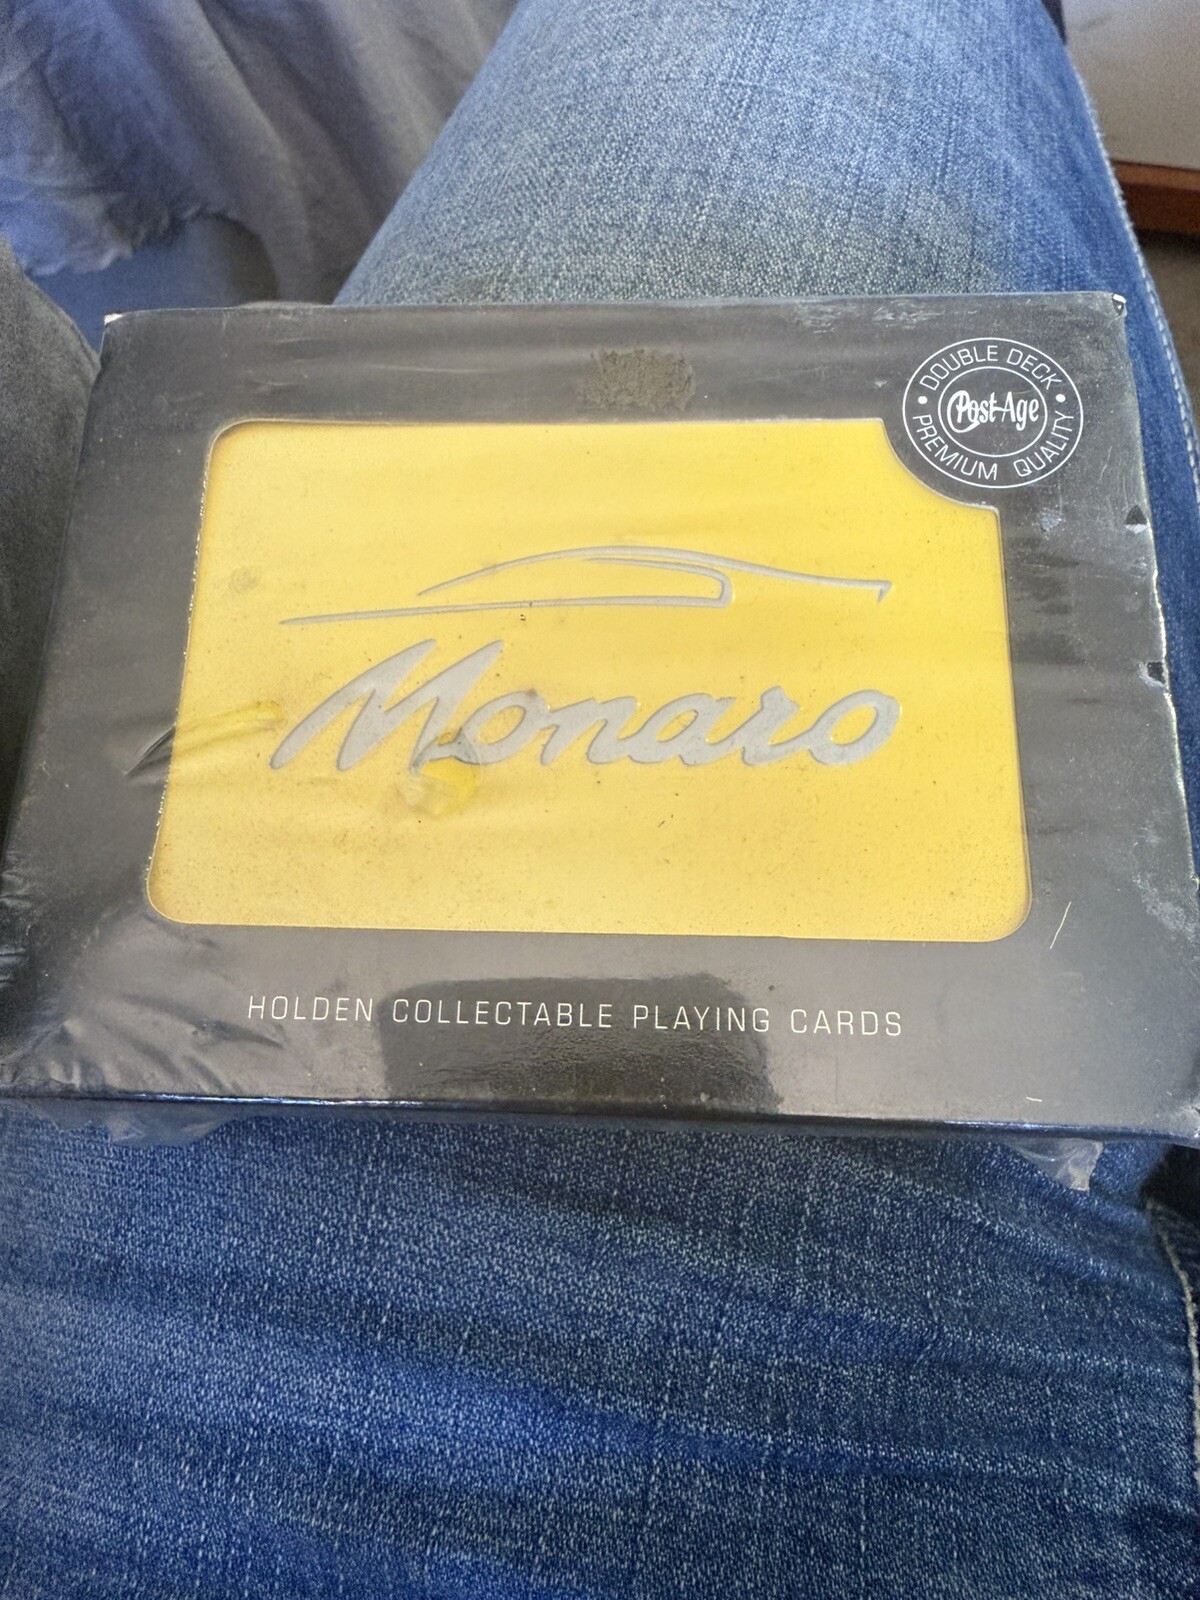 DOUBLE DECK
Post-Age
PREMIUM QUALITY
Monaro
HOLDEN COLLECTABLE PLAYING CARDS